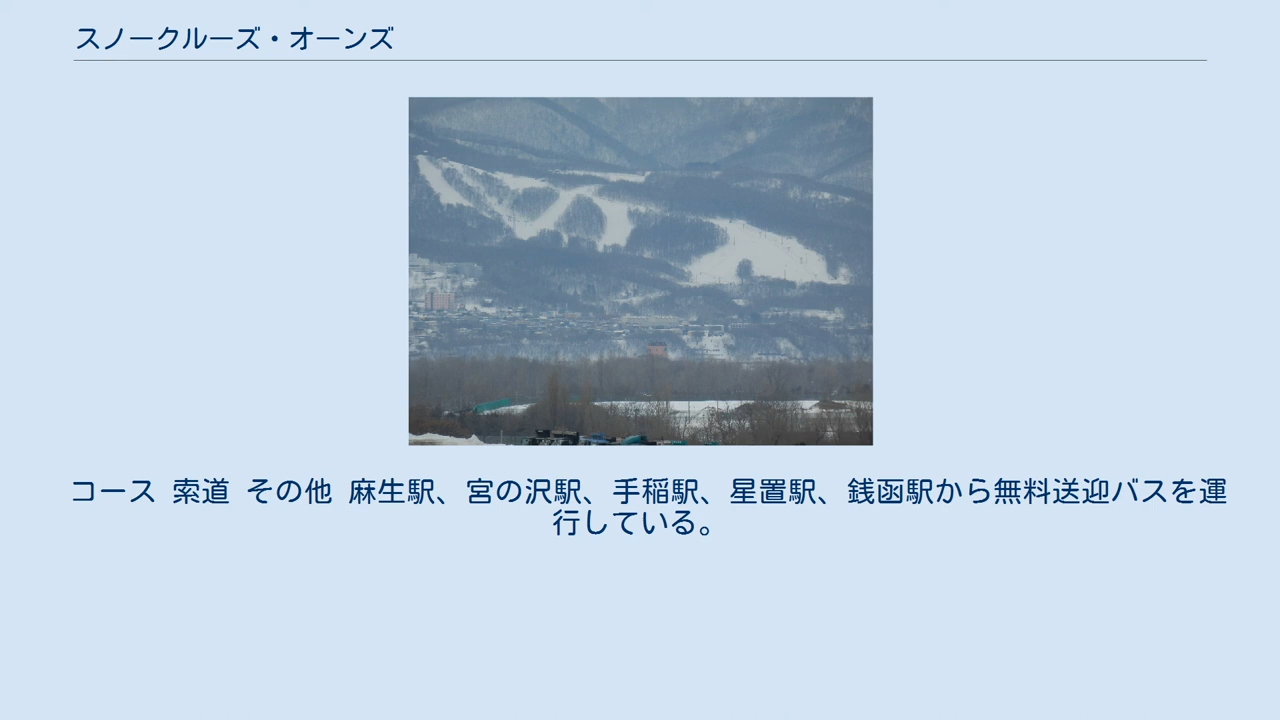 スノークルーズ・オーンズ
コース 索道 その他 麻生駅、宮の沢駅、手稲駅、星置駅、銭函駅から無料送迎バスを運
行している。